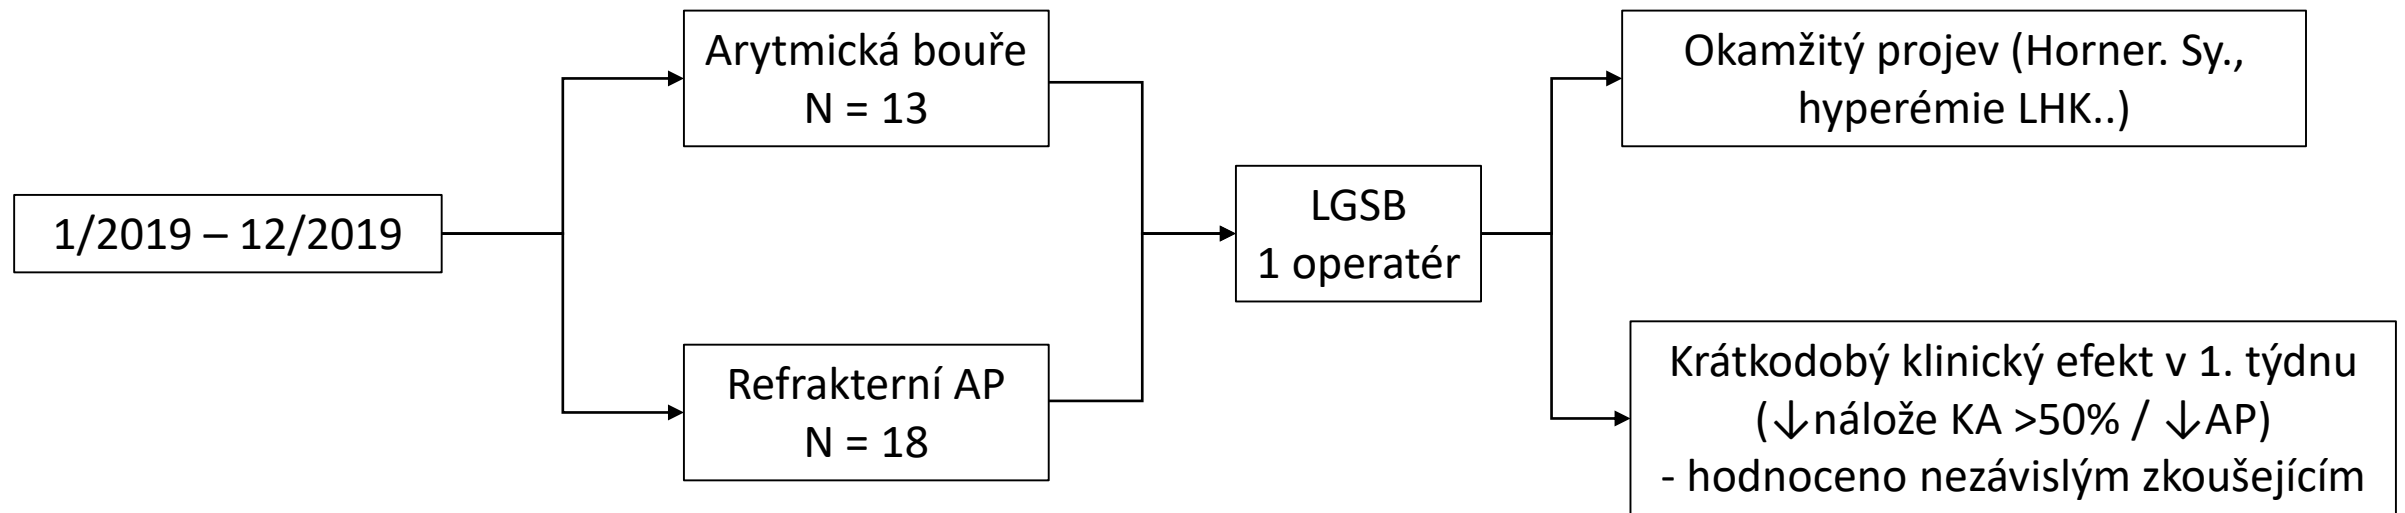 1/2019 – 12/2019
Arytmická bouře
N = 13
Refrakterní AP
N = 18
LGSB
1 operatér
Okamžitý projev (Horner. Sy.,
hyperémie LHK..)
Krátkodobý klinický efekt v 1. týdnu
(↓nálože KA >50% / ↓AP)
- hodnoceno nezávislým zkoušejícím